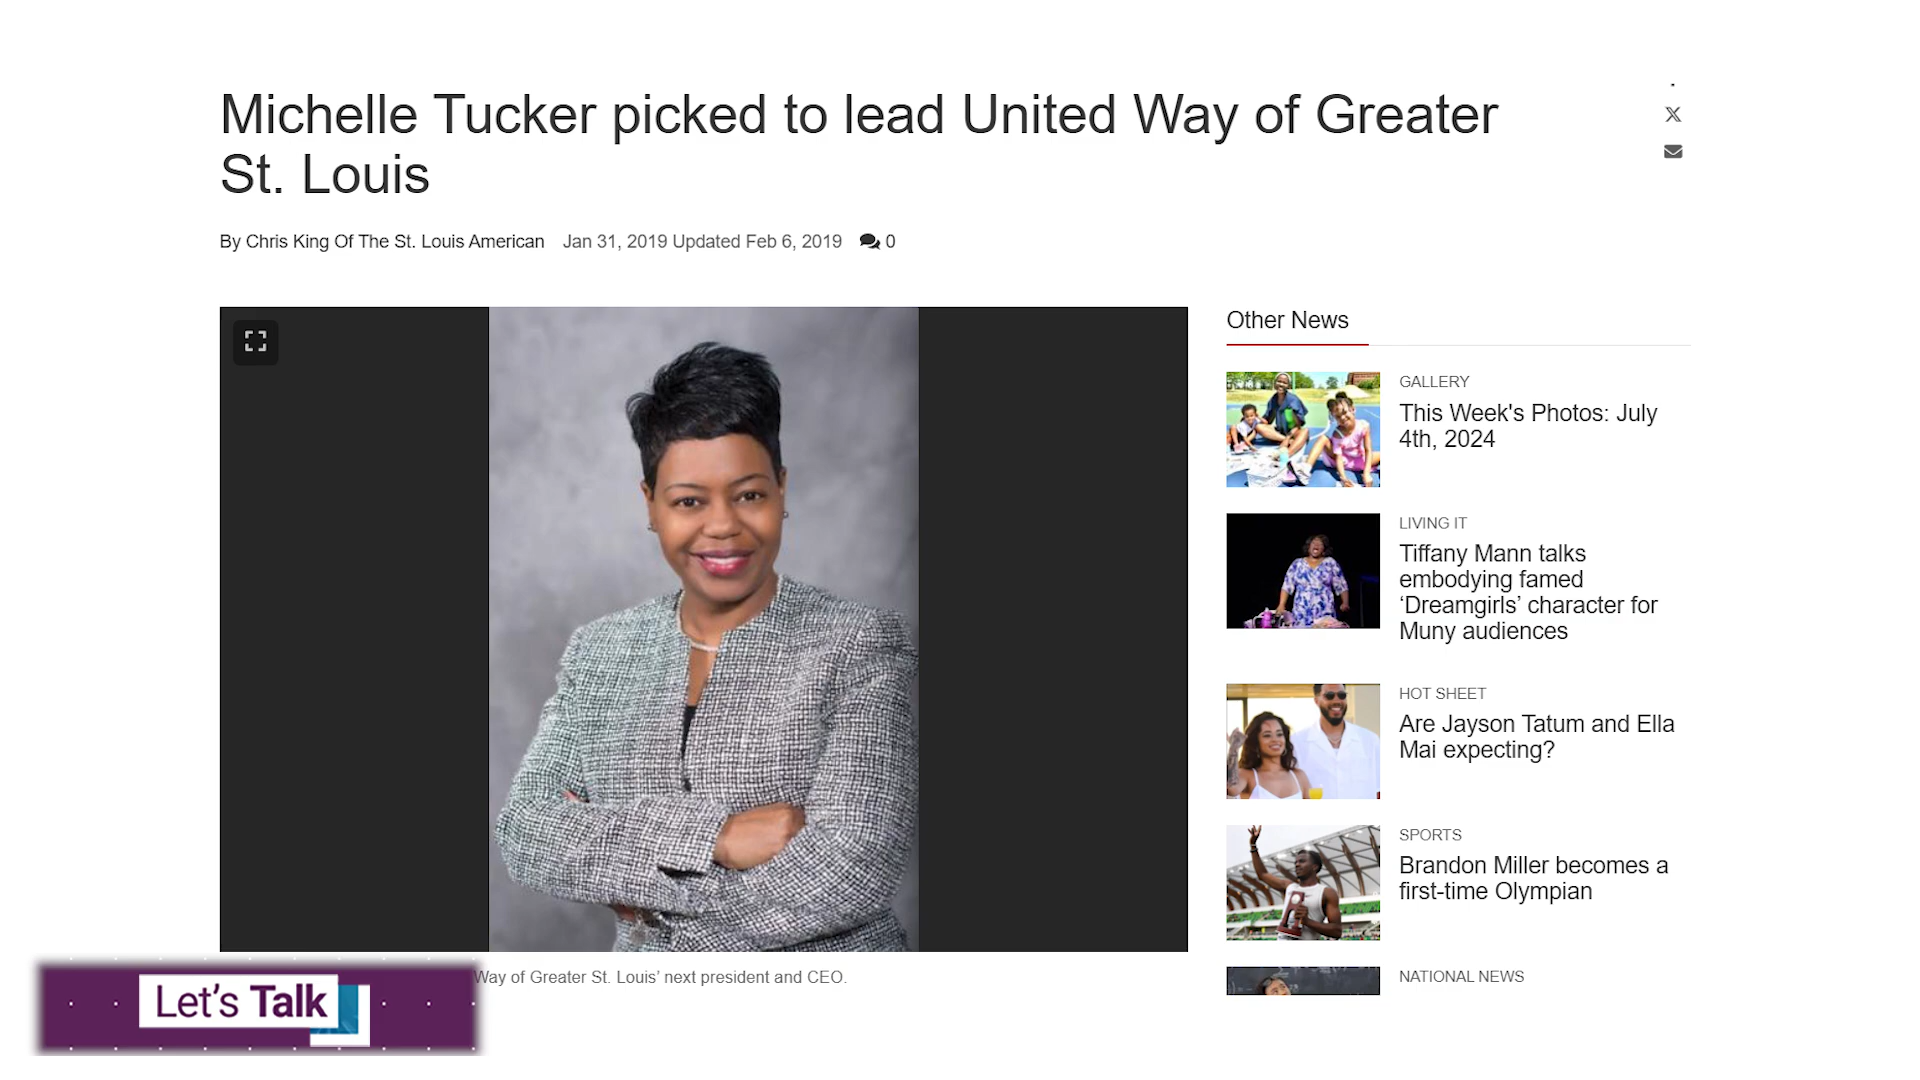 Michelle Tucker picked to lead United Way of Greater
St. Louis
By Chris King Of The St. Louis American Jan 31, 2019 Updated Feb 6, 2019 0
Other News
GALLERY
This Week's Photos: July
4th, 2024
LIVING IT
Tiffany Mann talks
embodying famed
‘Dreamgirls’ character for
Muny audiences
HOT SHEET
Are Jayson Tatum and Ella
Mai expecting?
SPORTS
Brandon Miller becomes a
first-time Olympian
NATIONAL NEWS
Way of Greater St. Louis’ next president and CEO.
Let's Talk